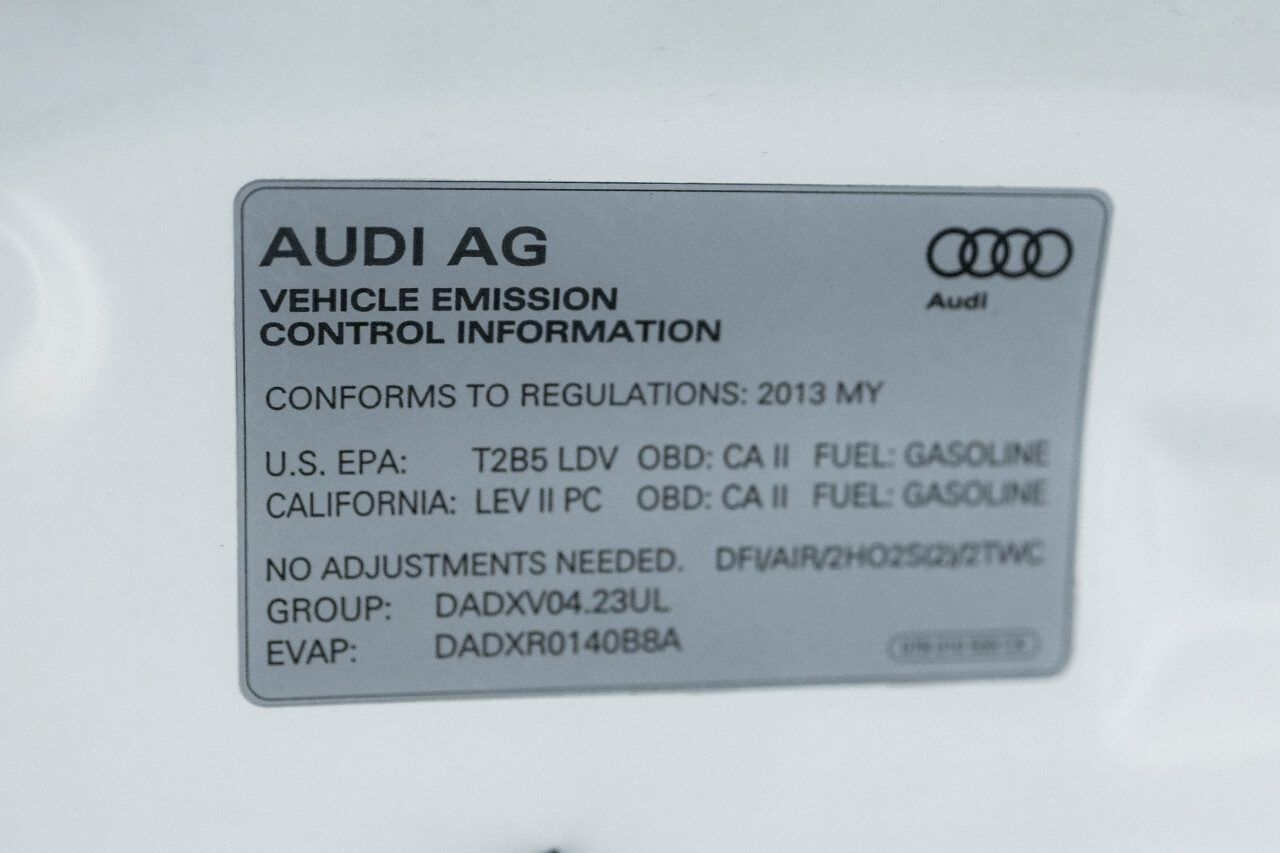 AUDI AG
Audi
VEHICLE EMISSION
CONTROL INFORMATION
CONFORMS TO REGULATIONS: 2013 MY
U.S. EPA: T2B5 LDV OBD: CA II FUEL: GASOLINE
CALIFORNIA: LEV II PC OBD: CA II FUEL: GASOLINE
NO ADJUSTMENTS NEEDED. DFI/AIR/2HO2S(2)/2TWC
GROUP: DADXV04.23UL
EVAP: DADXR0140B8A